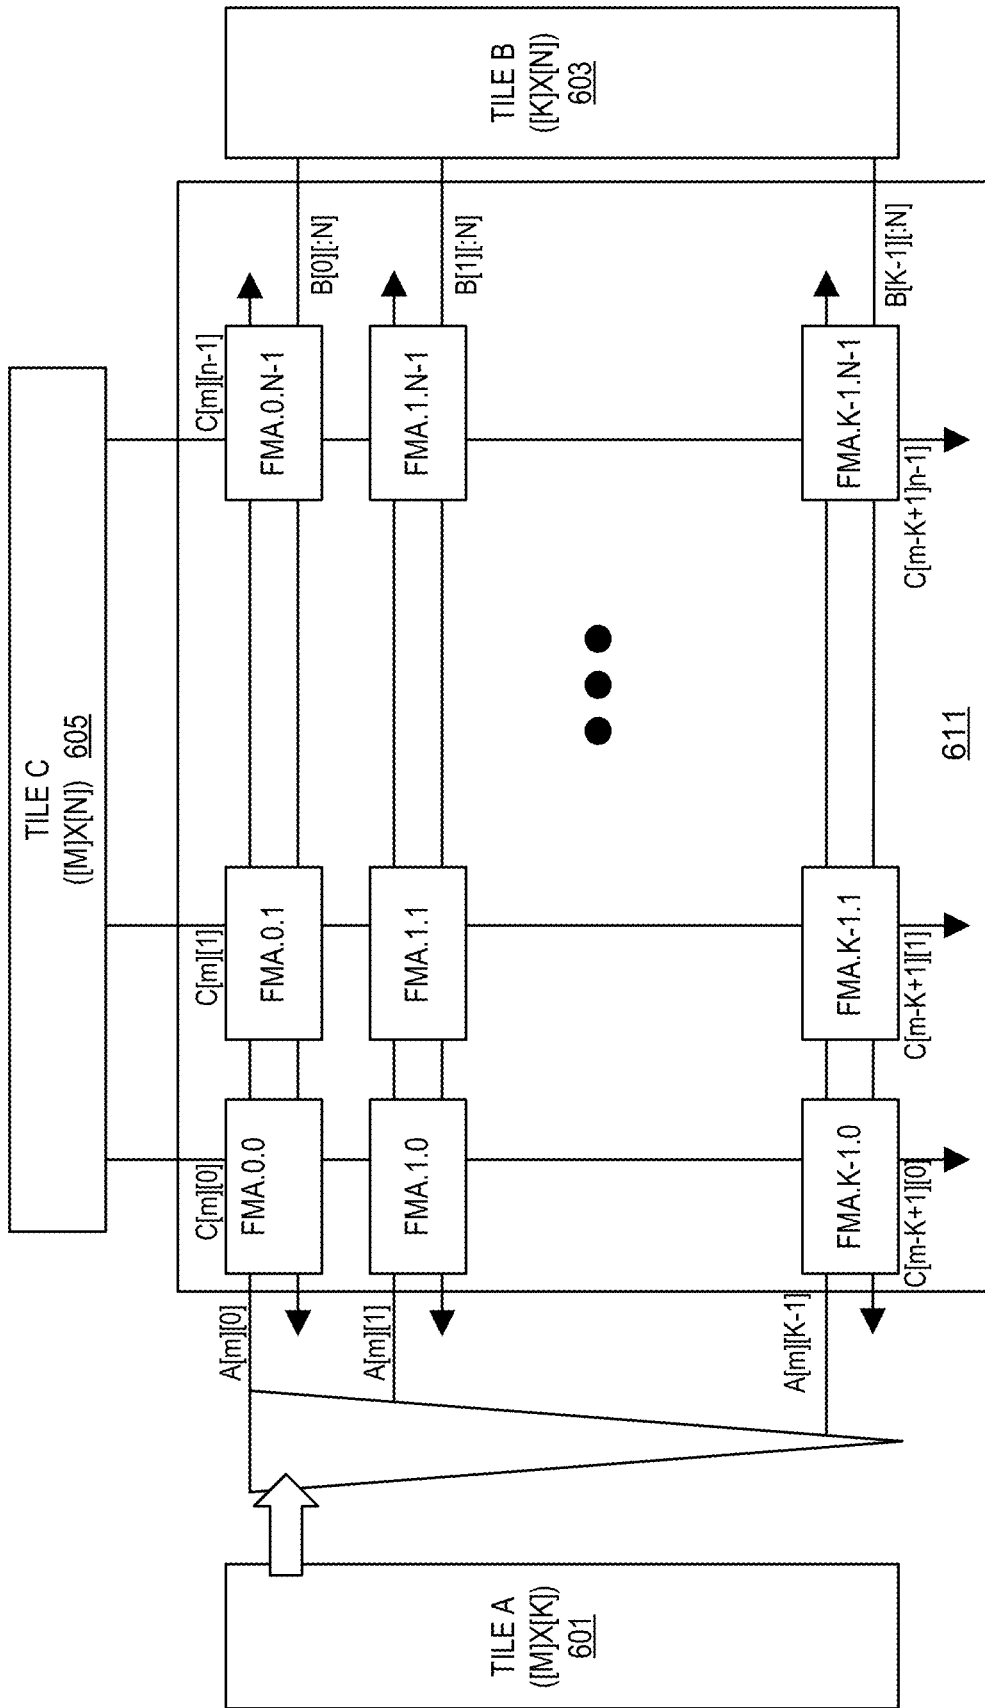 TILE C
([M]X[N]) 605
TILE A
([M]X[K])
601
TILE B
([K]X[N])
603
C[m][0]
C[m][1]
C[m][n-1]
A[m][0]
FMA.0.0
FMA.0.1
FMA.0.N-1
B[0][:N]
A[m][1]
FMA.1.0
FMA.1.1
FMA.1.N-1
B[1][:N]
A[m][K-1]
FMA.K-1.0
FMA.K-1.1
FMA.K-1.N-1
B[K-1][:N]
C[m-K+1][0]
C[m-K+1][1]
C[m-K+1]n-1]
611